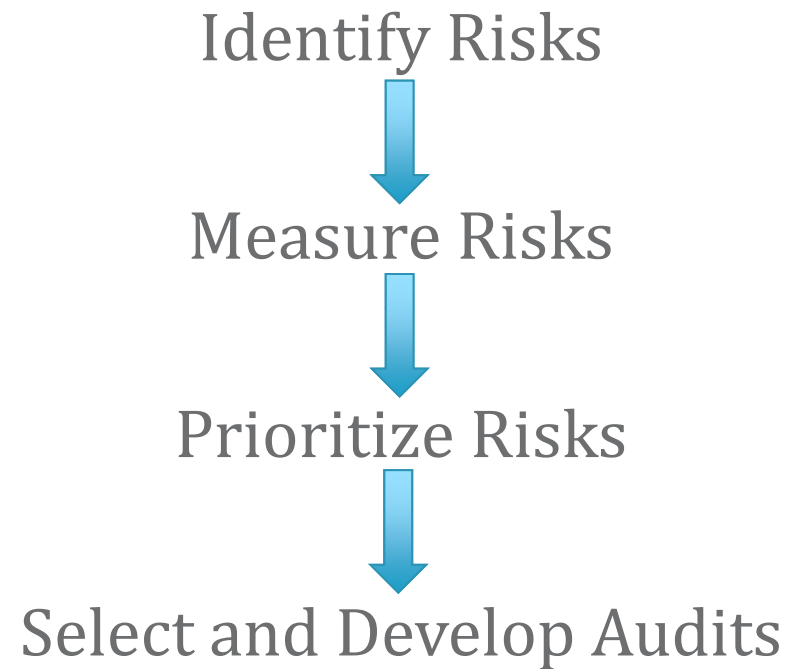 Identify Risks
Measure Risks
Prioritize Risks
Select and Develop Audits